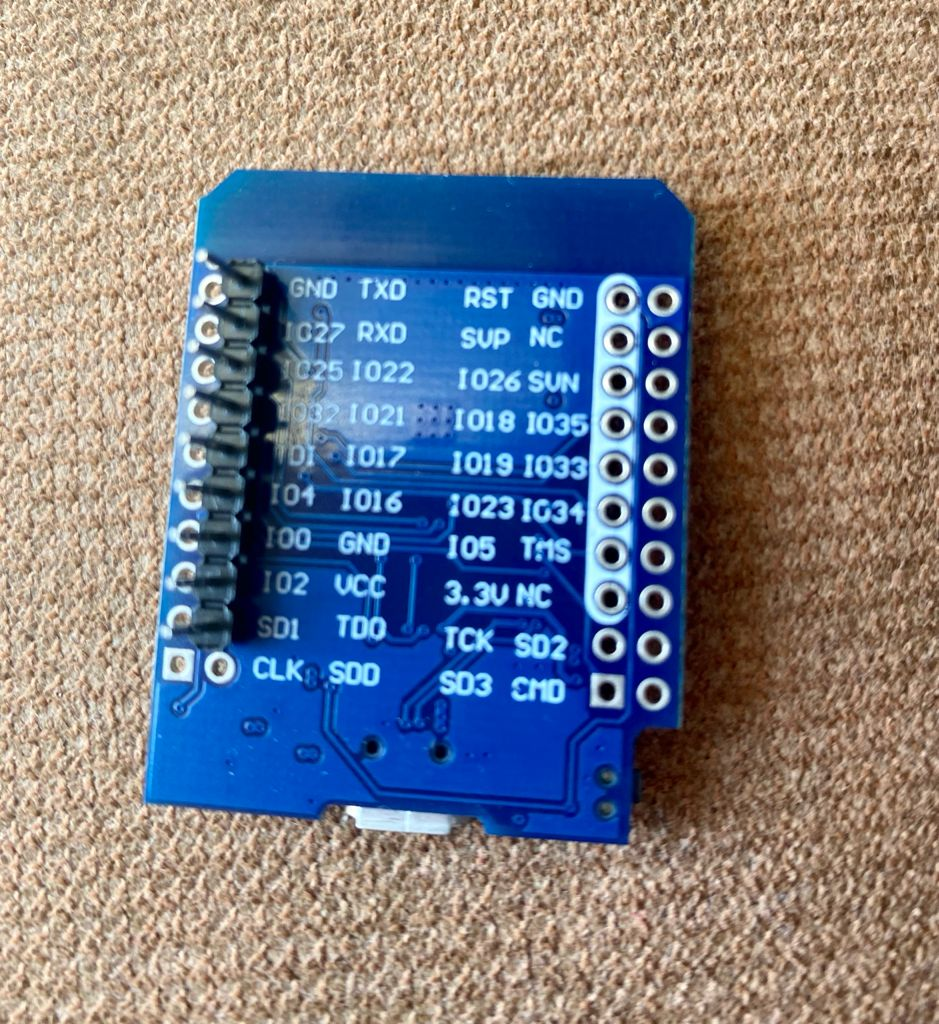 GND TXD RST GND
IO27 RXD SVP NC
IO25 IO22 IO26 SVN
IO32 IO21 IO18 IO35
TDI IO17 IO19 IO33
IO4 IO16 IO23 IO34
IO0 GND IO5 TMS
IO2 VCC 3.3V NC
SD1 TDO TCK SD2
CLK SDD SD3 CMD